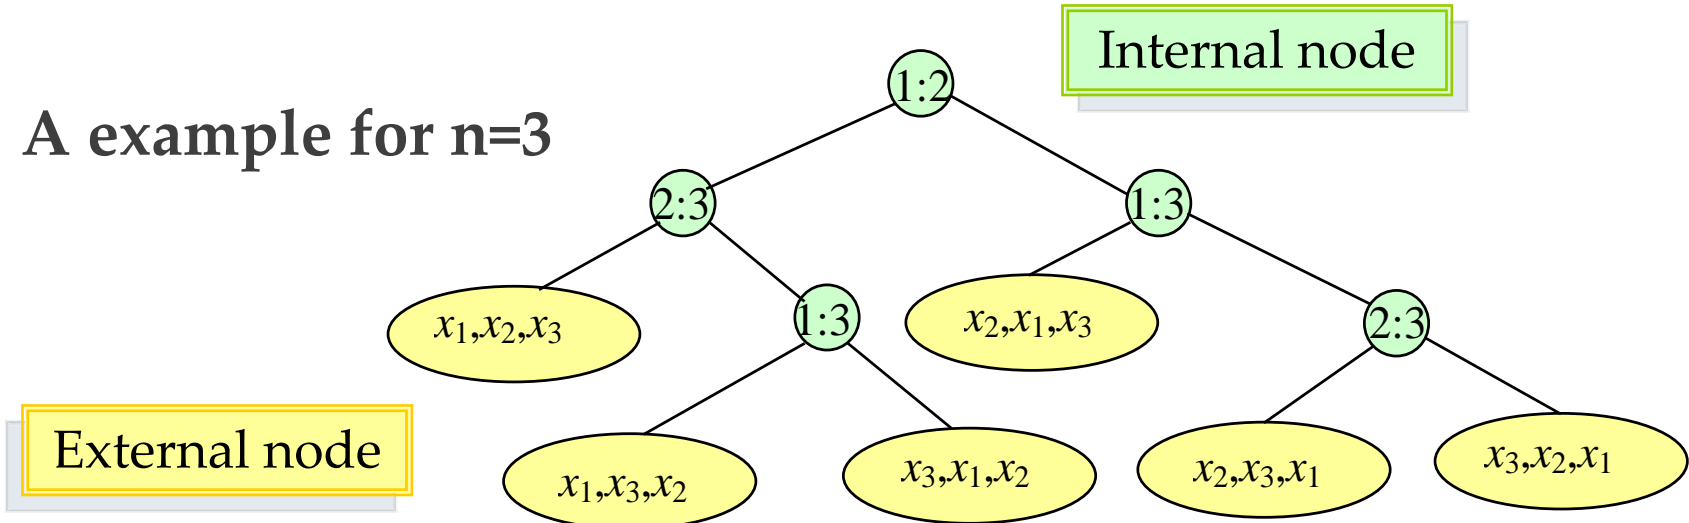 Internal node
1:2
A example for n=3
2:3
1:3
x₁,x₂,x₃
1:3
x₂,x₁,x₃
2:3
External node
x₁,x₃,x₂
x₃,x₁,x₂
x₂,x₃,x₁
x₃,x₂,x₁